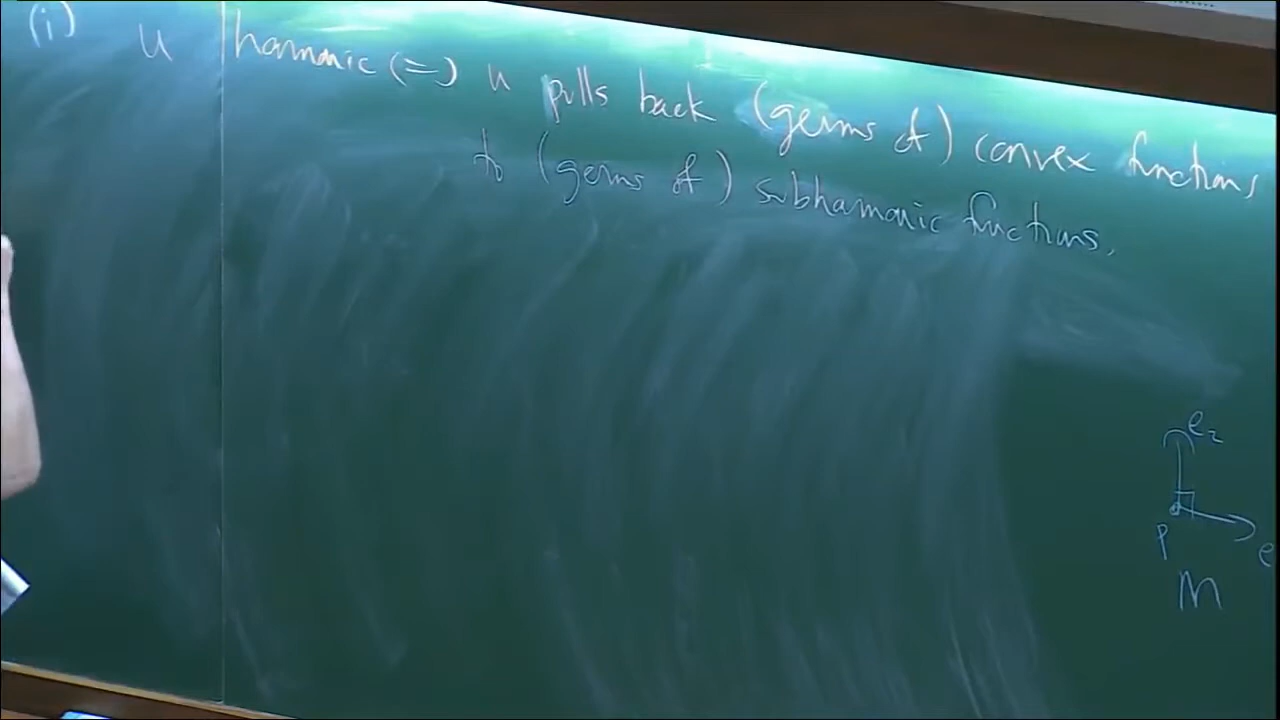 (i) u harmonic (=) u pulls back (germs of) convex functions
to (germs of) subharmonic functions.
e₂
p
e
M